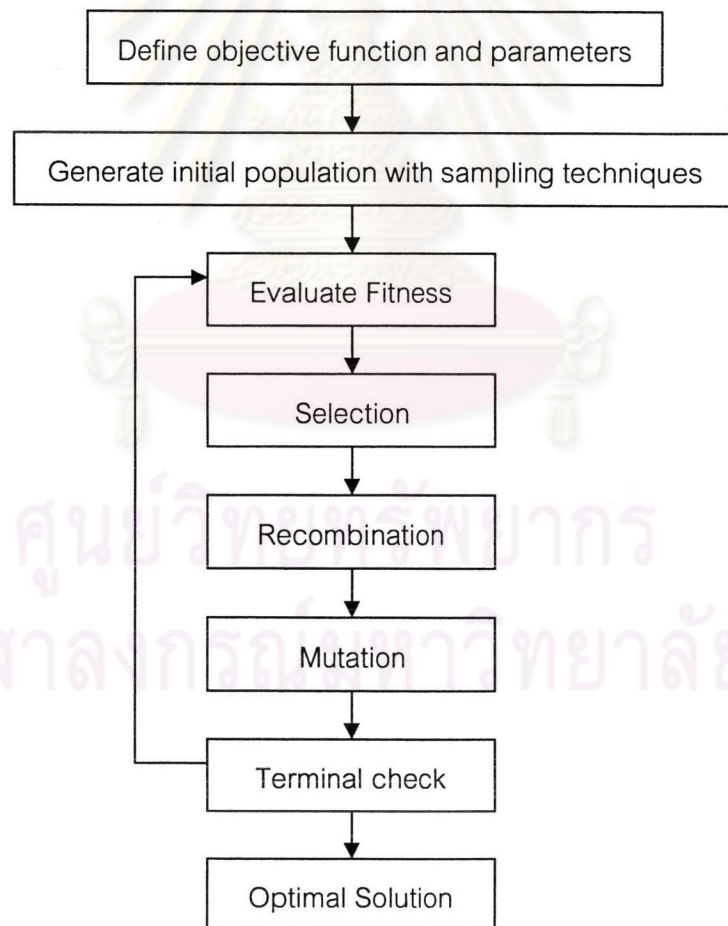 Define objective function and parameters
Generate initial population with sampling techniques
Evaluate Fitness
Selection
Recombination
ศูนย์วิทยทรัพยากร
Mutation
Terminal check
Optimal Solution